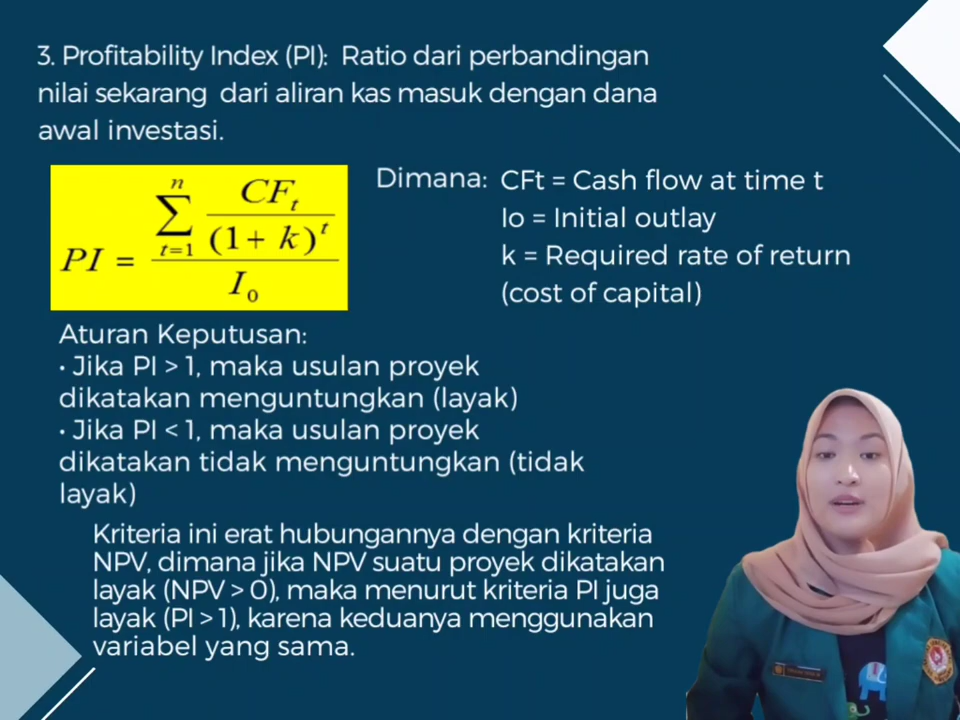 3. Profitability Index (PI): Ratio dari perbandingan
nilai sekarang dari aliran kas masuk dengan dana
awal investasi.
PI = \frac{\sum_{t=1}^{n} \frac{CF_t}{(1+k)^t}}{I_0}
Dimana: CFt = Cash flow at time t
Io = Initial outlay
k = Required rate of return
(cost of capital)
Aturan Keputusan:
• Jika PI > 1, maka usulan proyek
dikatakan menguntungkan (layak)
• Jika PI < 1, maka usulan proyek
dikatakan tidak menguntungkan (tidak
layak)
Kriteria ini erat hubungannya dengan kriteria
NPV, dimana jika NPV suatu proyek dikatakan
layak (NPV > 0), maka menurut kriteria PI juga
layak (PI > 1), karena keduanya menggunakan
variabel yang sama.